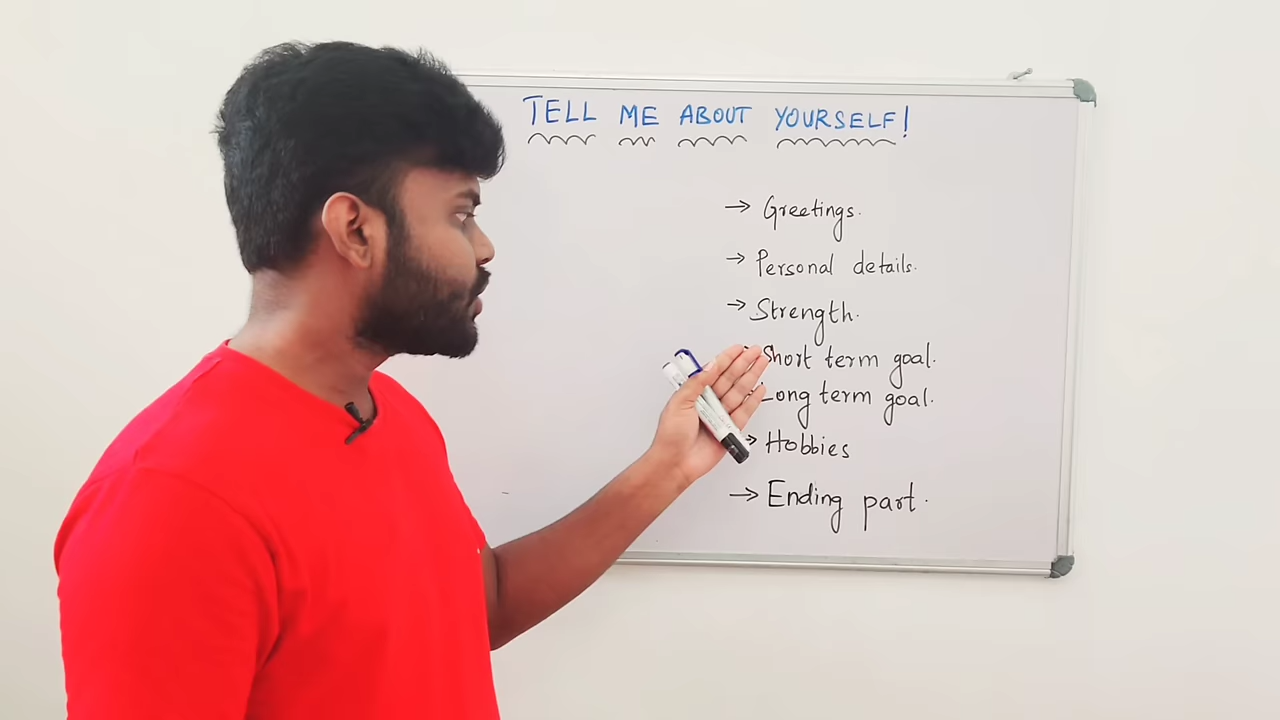 TELL ME ABOUT YOURSELF!
→ Greetings.
→ Personal details.
→ Strength.
Short term goal.
Long term goal.
→ Hobbies
→ Ending part.